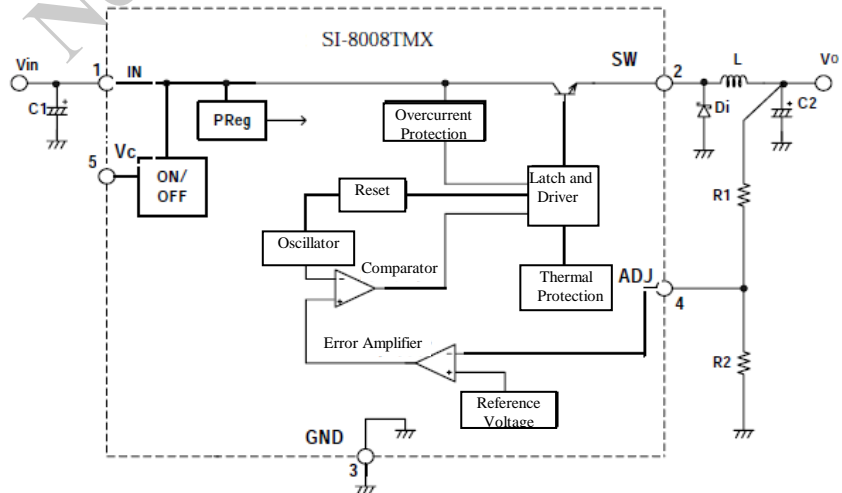 SI-8008TMX
Vin
1
IN
SW
2
L
Vo
C1
+
PReg
Overcurrent
Protection
Di
+
C2
5
Vc
ON/
OFF
Reset
Latch and
Driver
R1
Oscillator
Comparator
-
+
Thermal
Protection
ADJ
4
Error Amplifier
-
+
R2
Reference
Voltage
GND
3